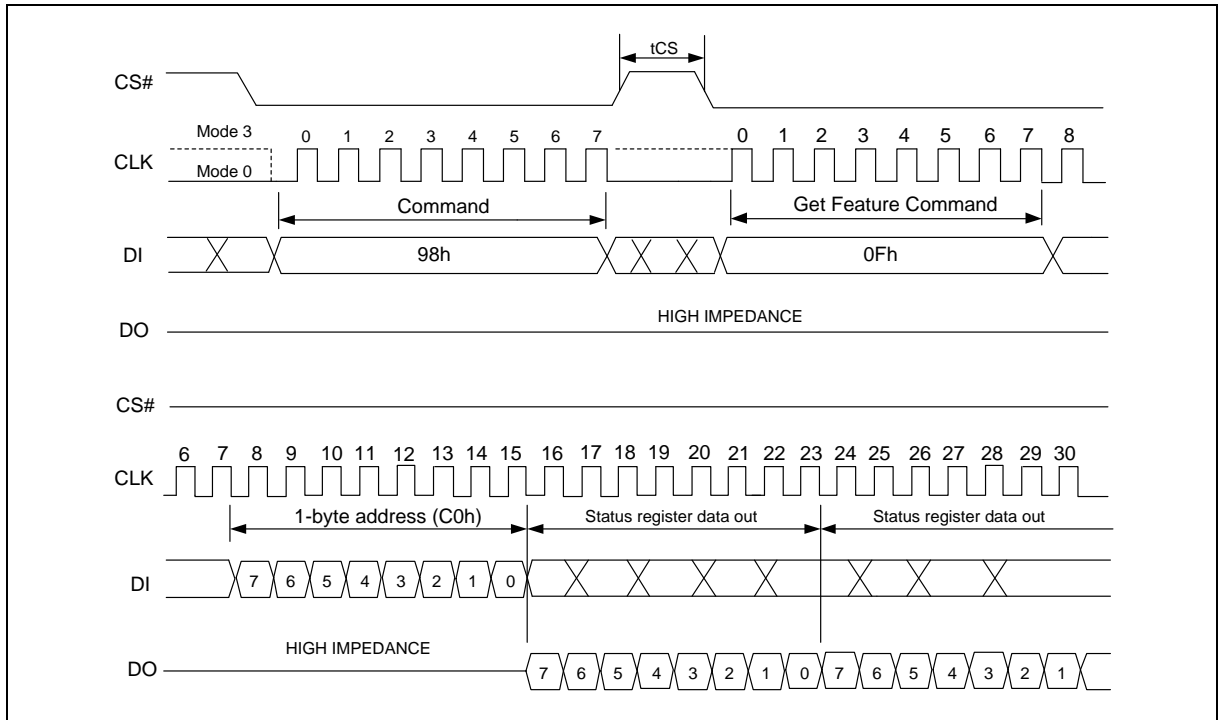 tCS
CS#
Mode 3
0 1 2 3 4 5 6 7 0 1 2 3 4 5 6 7 8
CLK
Mode 0
Command Get Feature Command
DI 98h 0Fh
HIGH IMPEDANCE
DO
CS#
6 7 8 9 10 11 12 13 14 15 16 17 18 19 20 21 22 23 24 25 26 27 28 29 30
CLK
1-byte address (C0h) Status register data out Status register data out
DI 7 6 5 4 3 2 1 0
HIGH IMPEDANCE
DO 7 6 5 4 3 2 1 0 7 6 5 4 3 2 1